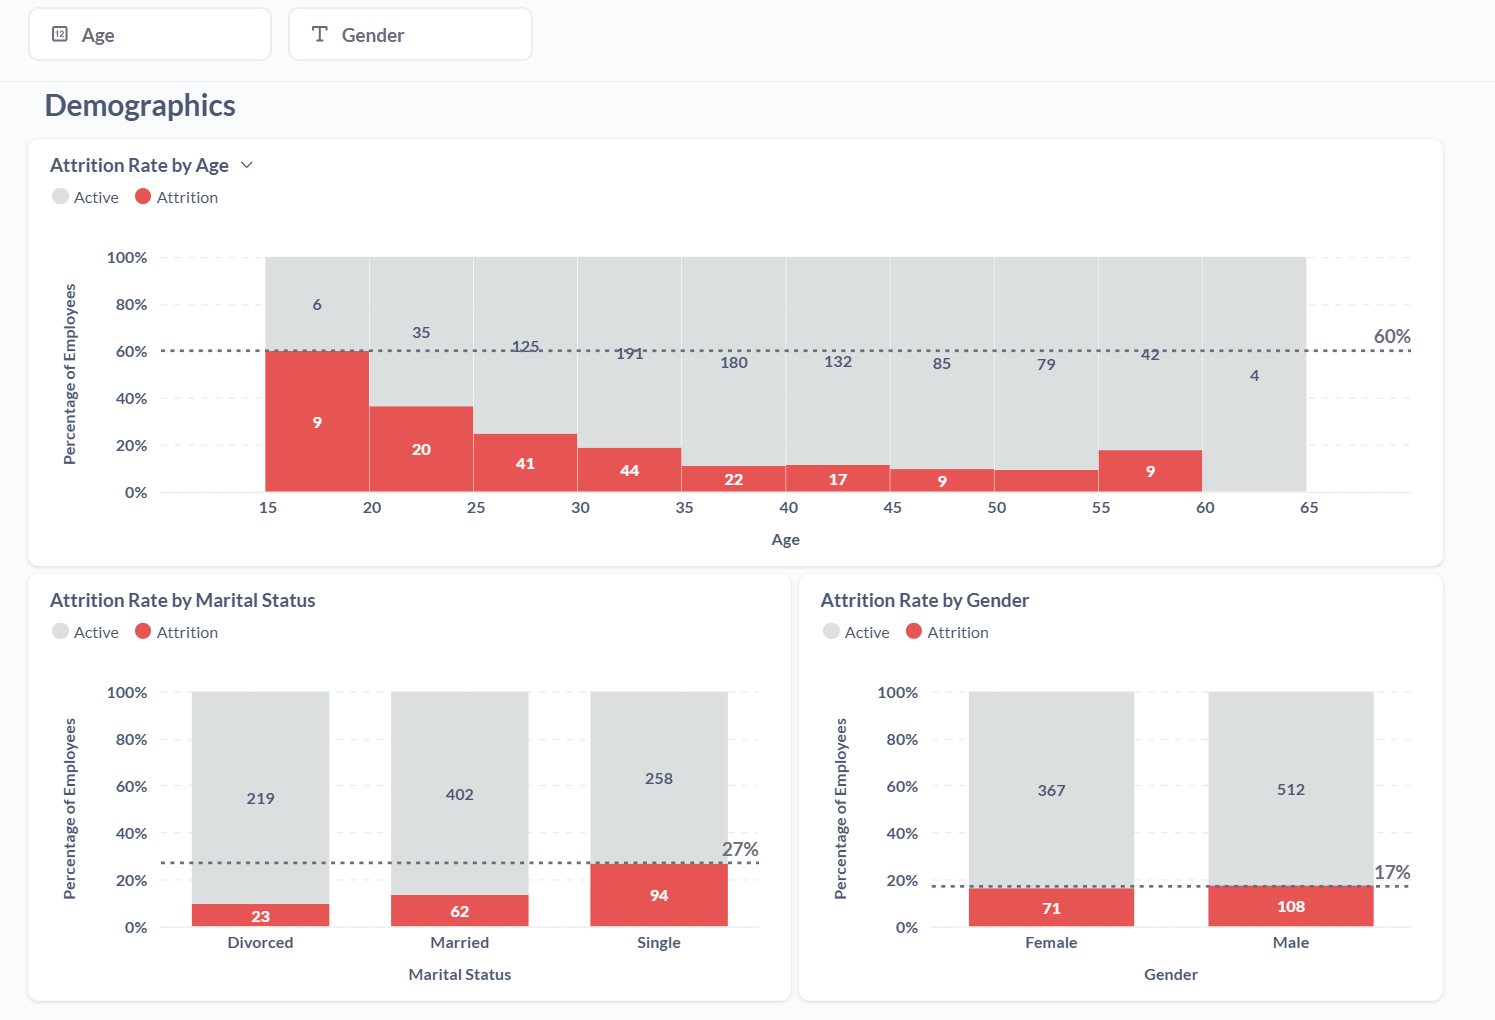 12 Age
Gender
Demographics
Attrition Rate by Age
Active Attrition
Percentage of Employees
100%
80%
60%
40%
20%
0%
6
35
125
191
180
132
85
79
42
4
60%
9
20
41
44
22
17
9
9
15 20 25 30 35 40 45 50 55 60 65
Age
Attrition Rate by Marital Status
Active Attrition
Percentage of Employees
100%
80%
60%
40%
20%
0%
219
402
258
27%
23
62
94
Divorced Married Single
Marital Status
Attrition Rate by Gender
Active Attrition
Percentage of Employees
100%
80%
60%
40%
20%
0%
367
512
17%
71
108
Female Male
Gender